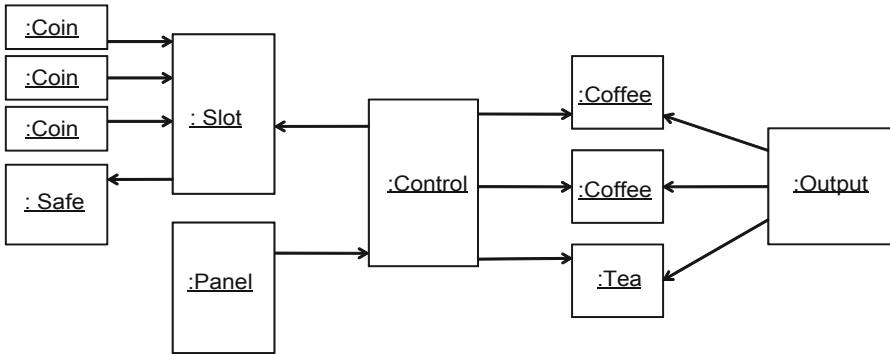 :Coin
:Coin
:Coin
: Safe
: Slot
:Panel
:Control
:Coffee
:Coffee
:Tea
:Output